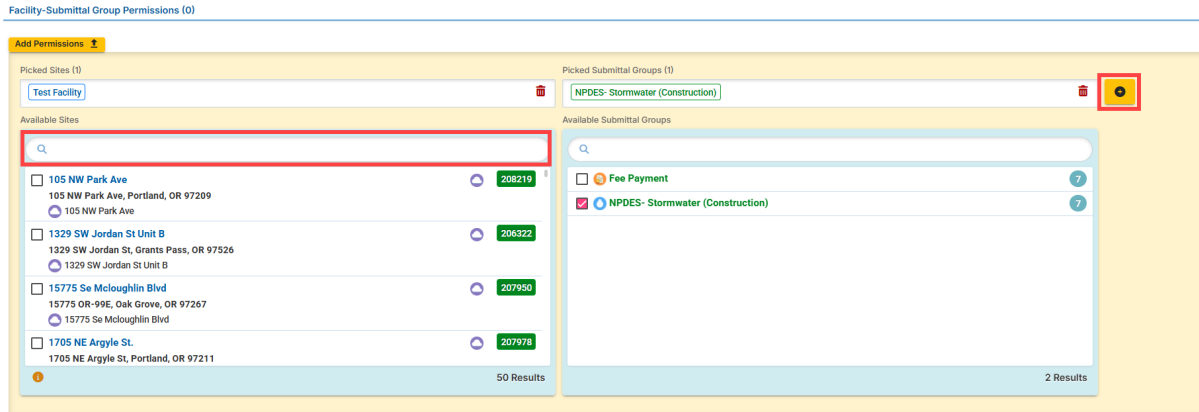 Facility-Submittal Group Permissions (0)
Add Permissions
Picked Sites (1)
Test Facility
Picked Submittal Groups (1)
NPDES- Stormwater (Construction)
Available Sites
105 NW Park Ave
208219
105 NW Park Ave, Portland, OR 97209
105 NW Park Ave
1329 SW Jordan St Unit B
206322
1329 SW Jordan St, Grants Pass, OR 97526
1329 SW Jordan St Unit B
15775 Se Mcloughlin Blvd
207950
15775 OR-99E, Oak Grove, OR 97267
15775 Se Mcloughlin Blvd
1705 NE Argyle St.
207978
1705 NE Argyle St, Portland, OR 97211
50 Results
Available Submittal Groups
Fee Payment
7
NPDES- Stormwater (Construction)
7
2 Results